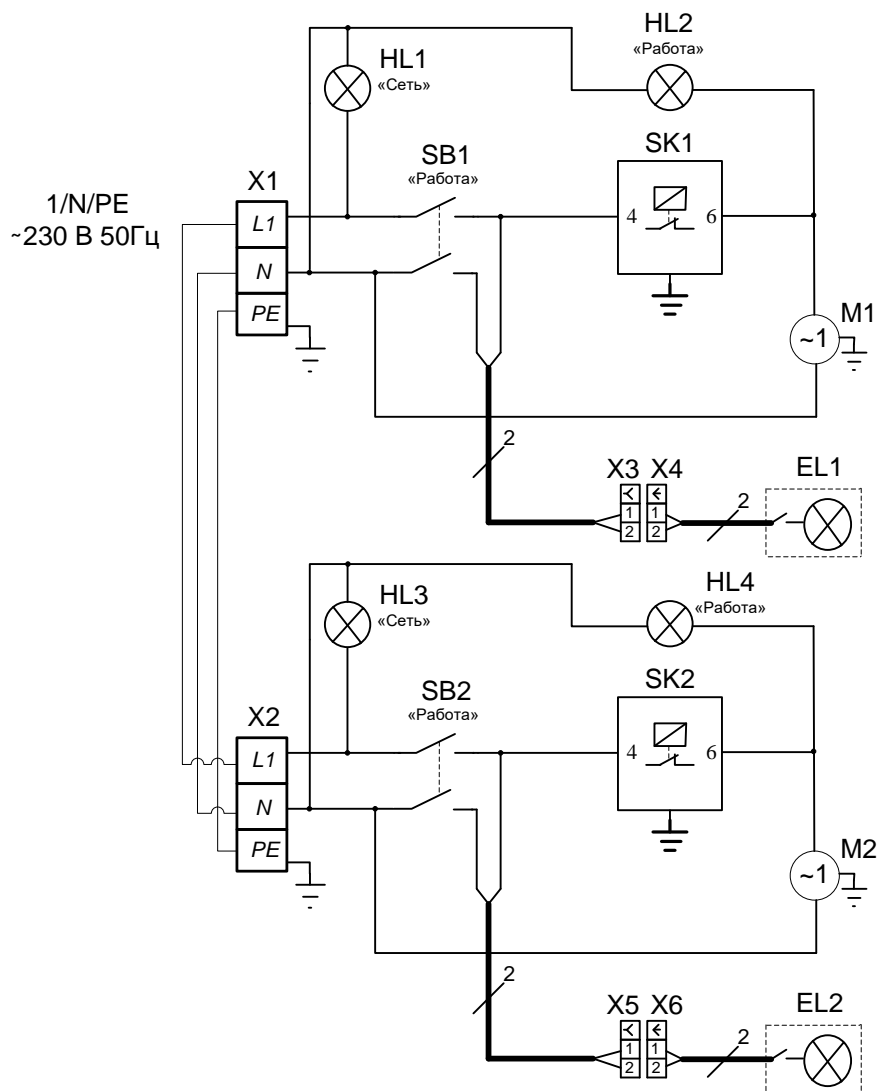 HL2
«Работа»
HL1
«Сеть»
SK1
SB1
«Работа»
X1
1/N/PE
~230 В 50Гц
L1
4
6
N
PE
M1
~1
2
X3 X4
EL1
1 1
2 2
2
HL4
«Работа»
HL3
«Сеть»
SK2
SB2
«Работа»
X2
L1
4
6
N
PE
M2
~1
2
X5 X6
EL2
1 1
2 2
2